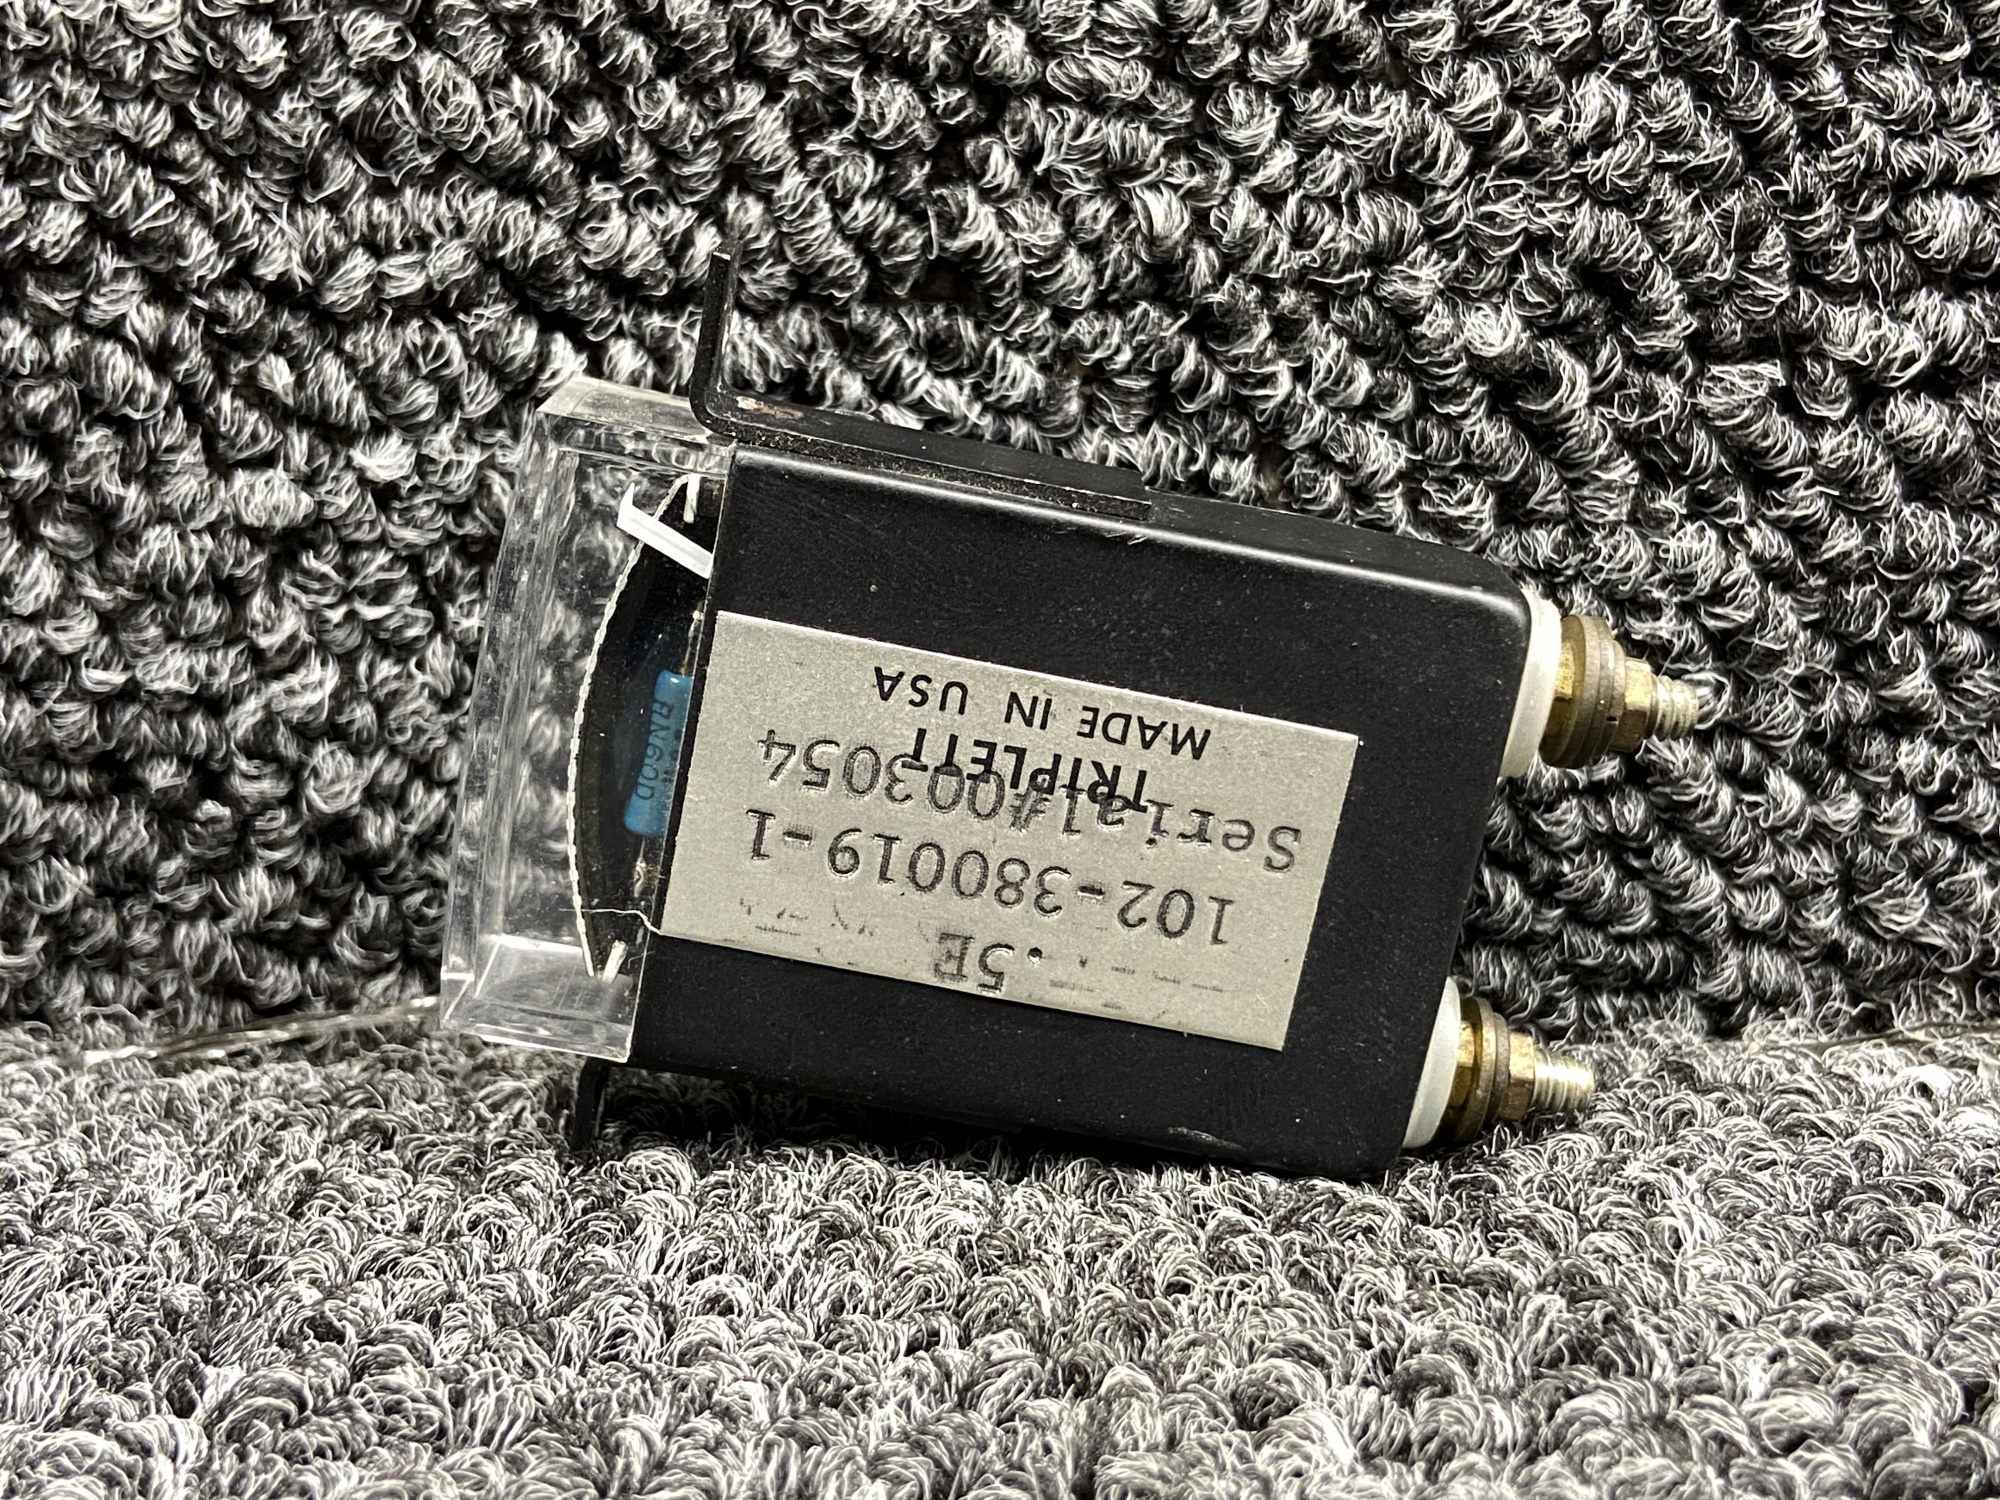 .5E
102-380019-1
Serial#003054
TRIPLETT
MADE IN USA
RN60D